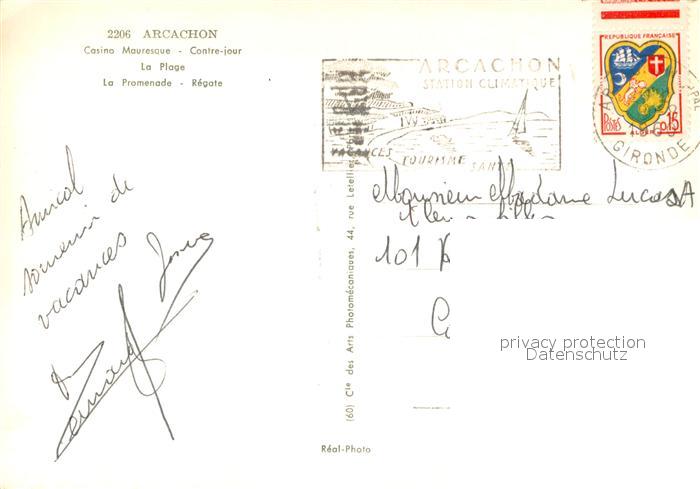 2206 ARCACHON
Casino Mauresque - Contre-jour
La Plage
La Promenade - Régate
ARCACHON
STATION CLIMATIQUE
VACANCES TOURISME SANTÉ
REPUBLIQUE FRANÇAISE
POSTES ALGER 0,15
GIRONDE
Amical
souvenir de
vacances
Monsieur Madame Lucas
101
privacy protection
Datenschutz
(60) Cie des Arts Photomécaniques, 44, rue Letellier
Réal-Photo